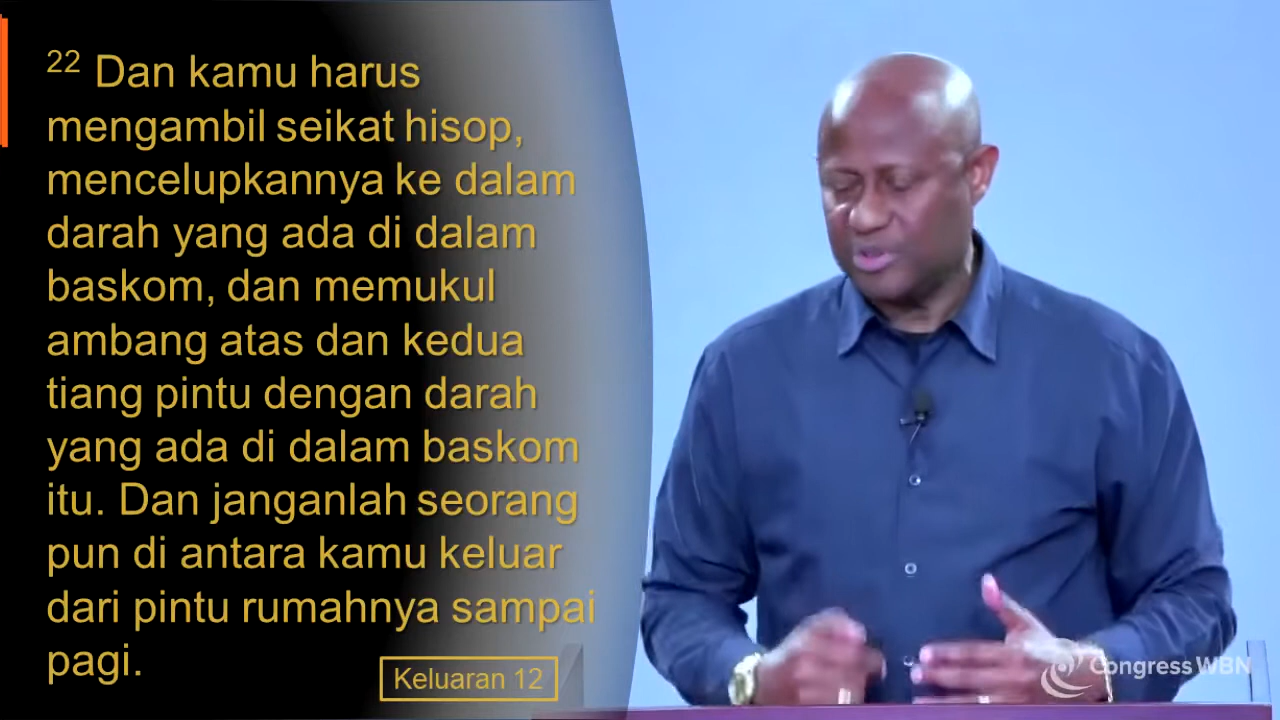 22 Dan kamu harus
mengambil seikat hisop,
mencelupkannya ke dalam
darah yang ada di dalam
baskom, dan memukul
ambang atas dan kedua
tiang pintu dengan darah
yang ada di dalam baskom
itu. Dan janganlah seorang
pun di antara kamu keluar
dari pintu rumahnya sampai
pagi.
Keluaran 12
Congress WBN